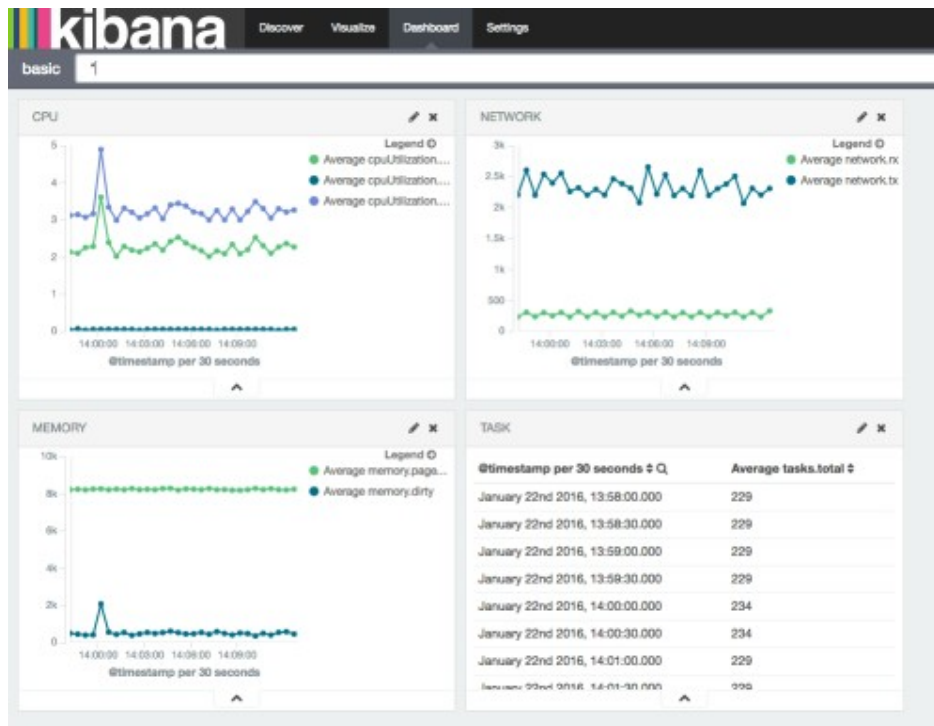 kibana
Discover Visualize Dashboard Settings
basic *
CPU
5
4
3
2
1
0
14:00:00 14:03:00 14:06:00 14:09:00
@timestamp per 30 seconds
Legend
Average cpuUtilization....
Average cpuUtilization....
Average cpuUtilization....
NETWORK
3k
2.5k
2k
1.5k
1k
500
0
14:00:00 14:03:00 14:06:00 14:09:00
@timestamp per 30 seconds
Legend
Average network.rx
Average network.tx
MEMORY
10k
8k
6k
4k
2k
0
14:00:00 14:03:00 14:06:00 14:09:00
@timestamp per 30 seconds
Legend
Average memory.page...
Average memory.dirty
TASK
@timestamp per 30 seconds Average tasks.total
January 22nd 2016, 13:58:00.000 229
January 22nd 2016, 13:58:30.000 229
January 22nd 2016, 13:59:00.000 229
January 22nd 2016, 13:59:30.000 229
January 22nd 2016, 14:00:00.000 234
January 22nd 2016, 14:00:30.000 234
January 22nd 2016, 14:01:00.000 229
January 22nd 2016, 14:01:30.000 229